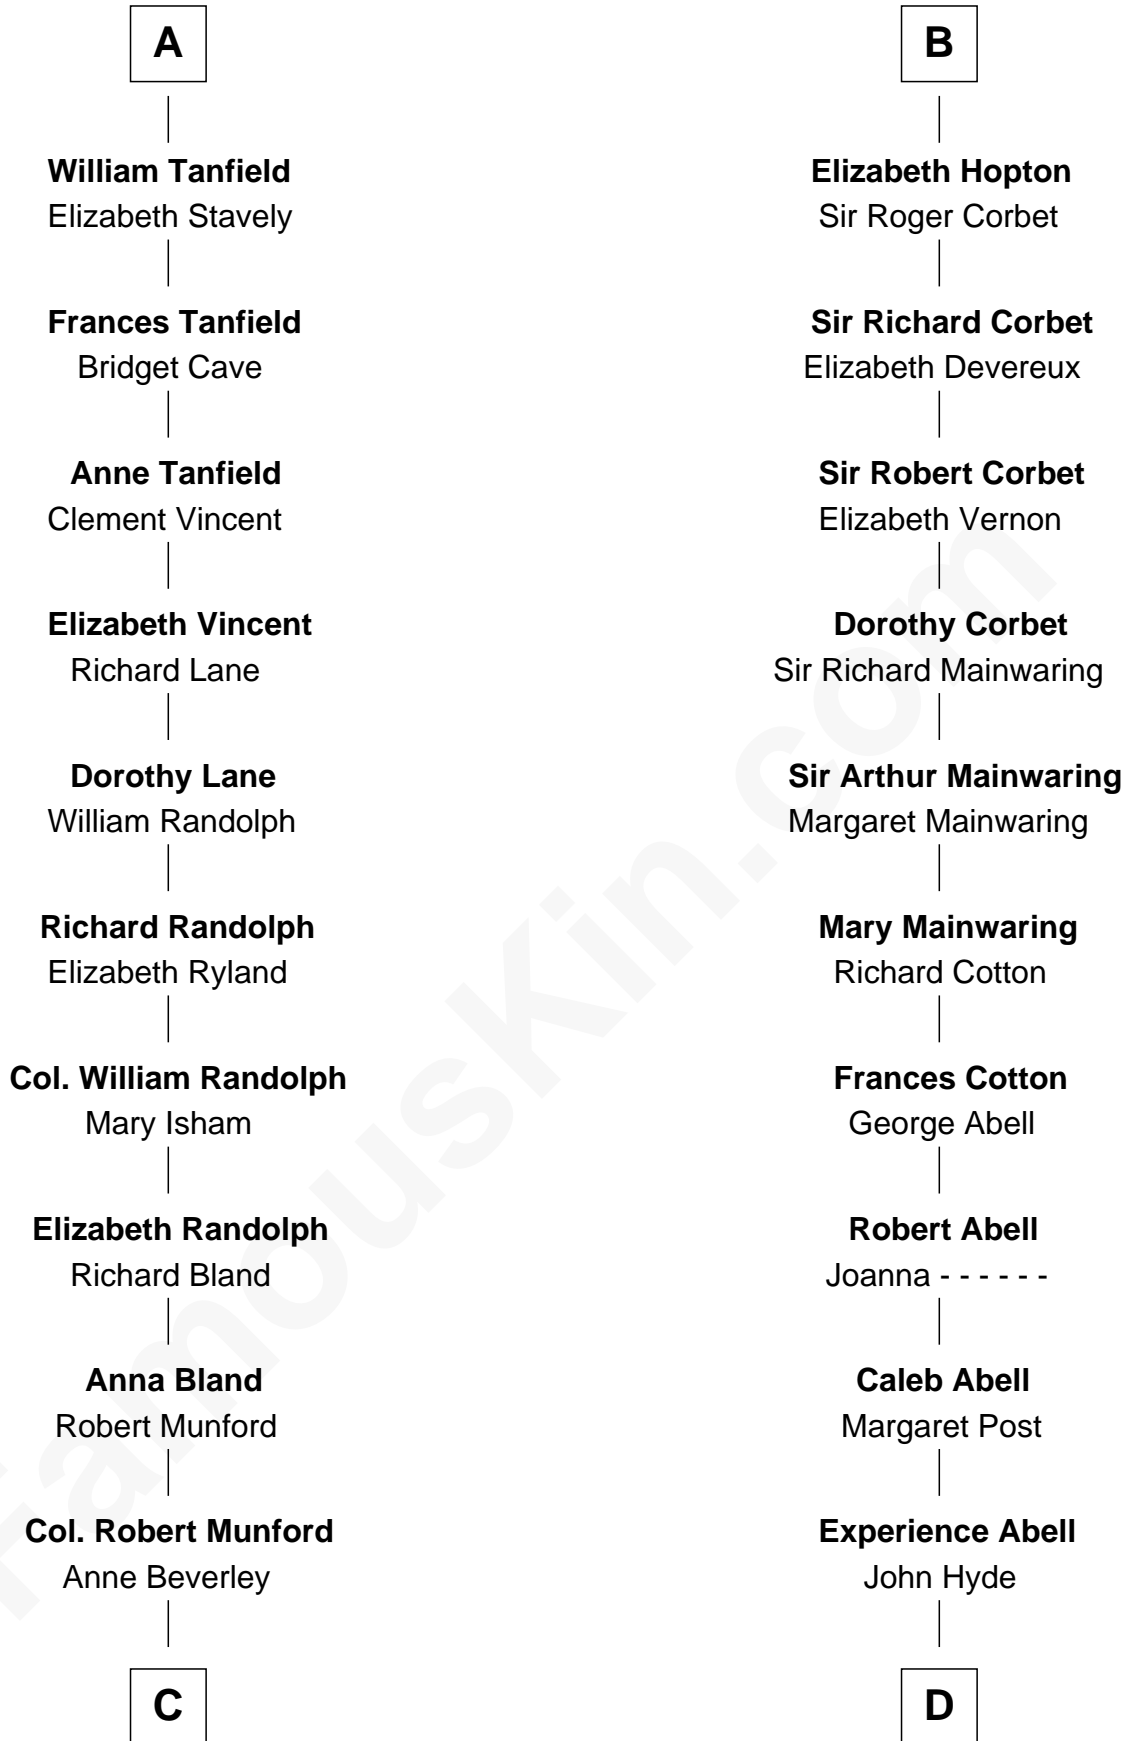 A
William Tanfield
Elizabeth Stavely
Frances Tanfield
Bridget Cave
Anne Tanfield
Clement Vincent
Elizabeth Vincent
Richard Lane
Dorothy Lane
William Randolph
Richard Randolph
Elizabeth Ryland
Col. William Randolph
Mary Isham
Elizabeth Randolph
Richard Bland
Anna Bland
Robert Munford
Col. Robert Munford
Anne Beverley
C
B
Elizabeth Hopton
Sir Roger Corbet
Sir Richard Corbet
Elizabeth Devereux
Sir Robert Corbet
Elizabeth Vernon
Dorothy Corbet
Sir Richard Mainwaring
Sir Arthur Mainwaring
Margaret Mainwaring
Mary Mainwaring
Richard Cotton
Frances Cotton
George Abell
Robert Abell
Joanna - - - - - -
Caleb Abell
Margaret Post
Experience Abell
John Hyde
D
FamousKin.com